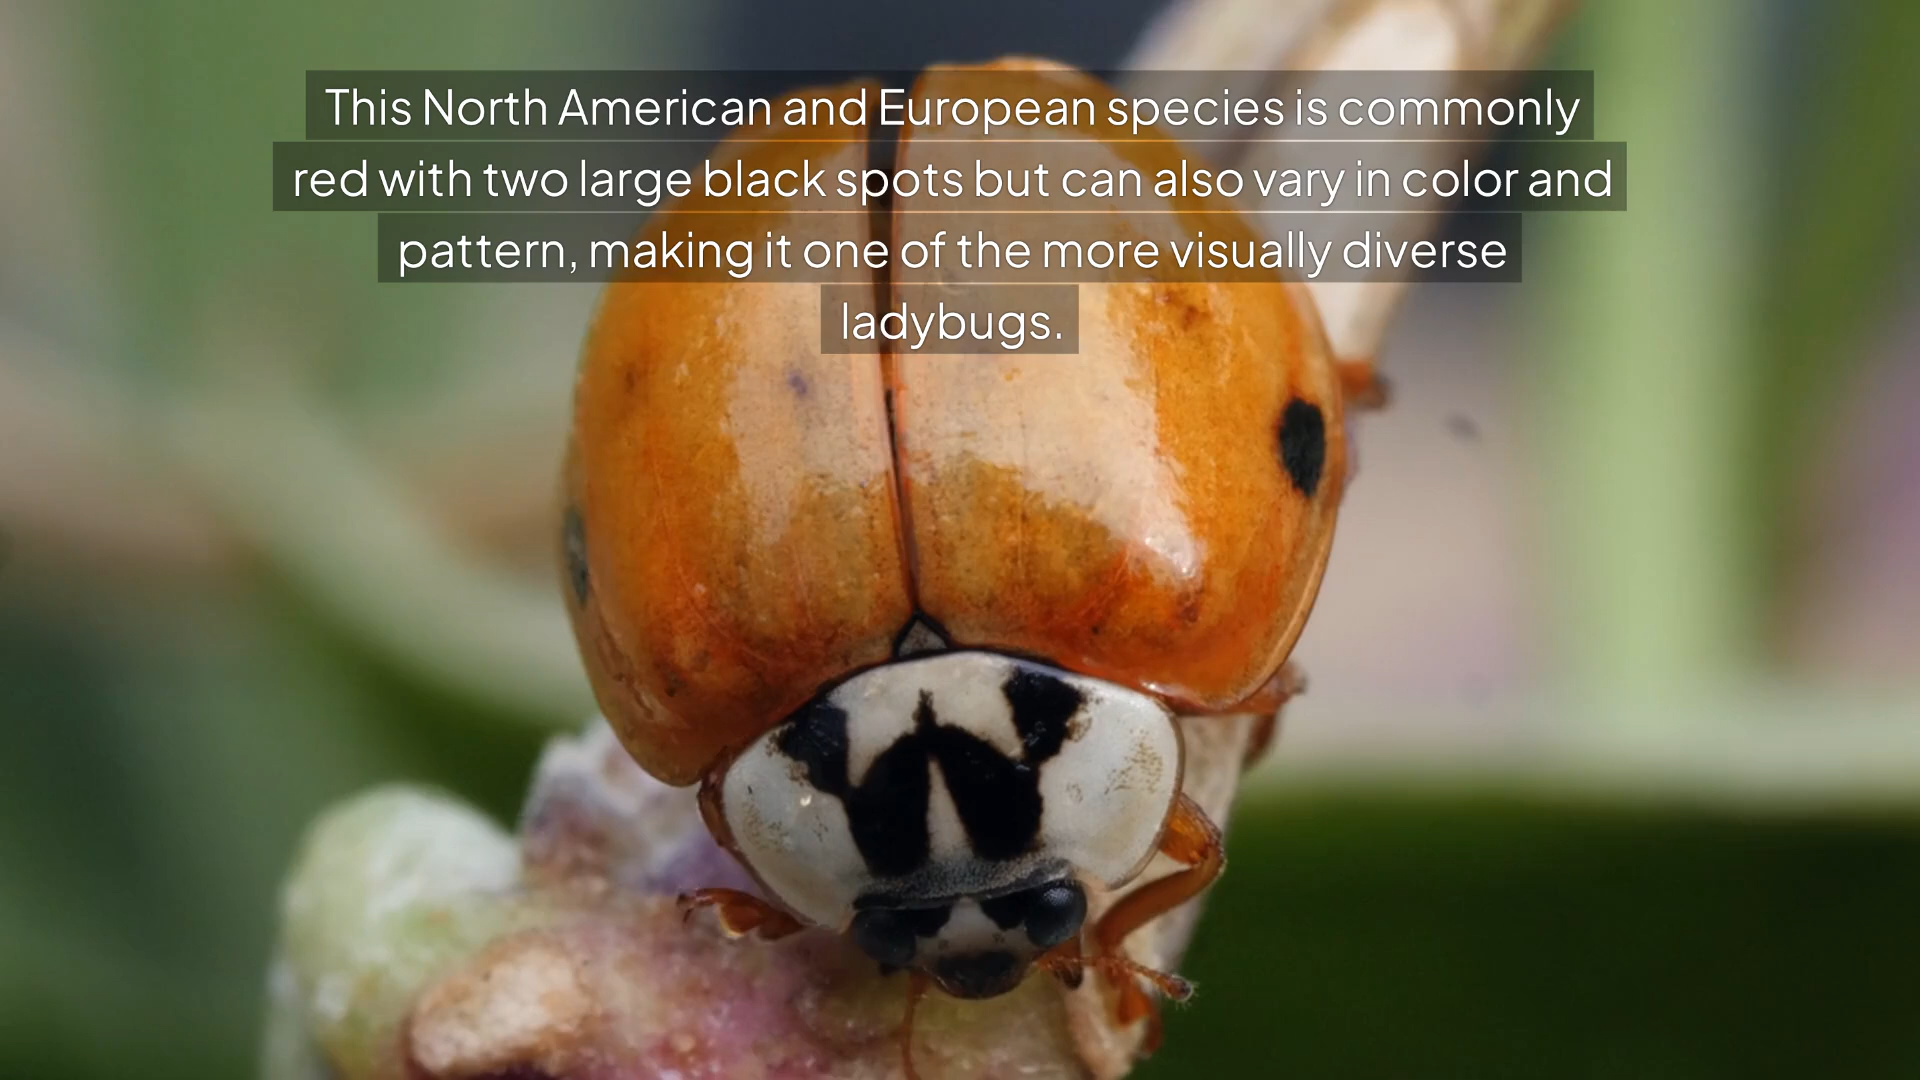 This North American and European species is commonly
red with two large black spots but can also vary in color and
pattern, making it one of the more visually diverse
ladybugs.